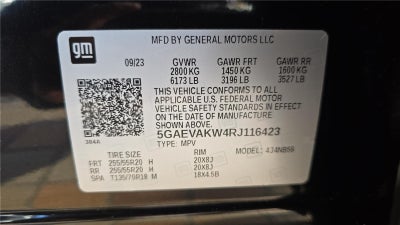 gm
MFD BY GENERAL MOTORS LLC
09/23 GVWR GAWR FRT GAWR RR
2800 KG 1450 KG 1600 KG
6173 LB 3196 LB 3527 LB
THIS VEHICLE CONFORMS TO ALL
APPLICABLE U.S. FEDERAL MOTOR
VEHICLE SAFETY STANDARDS IN EFFECT
ON THE DATE OF MANUFACTURE SHOWN
ABOVE.
5GAEVAKW4RJ116423
384A TYPE: MPV MODEL: 4J4NB56
TIRE SIZE RIM
FRT 255/55R20 H 20X8J
RR 255/55R20 H 20X8J
SPA T135/70R18 M 18X4.5B